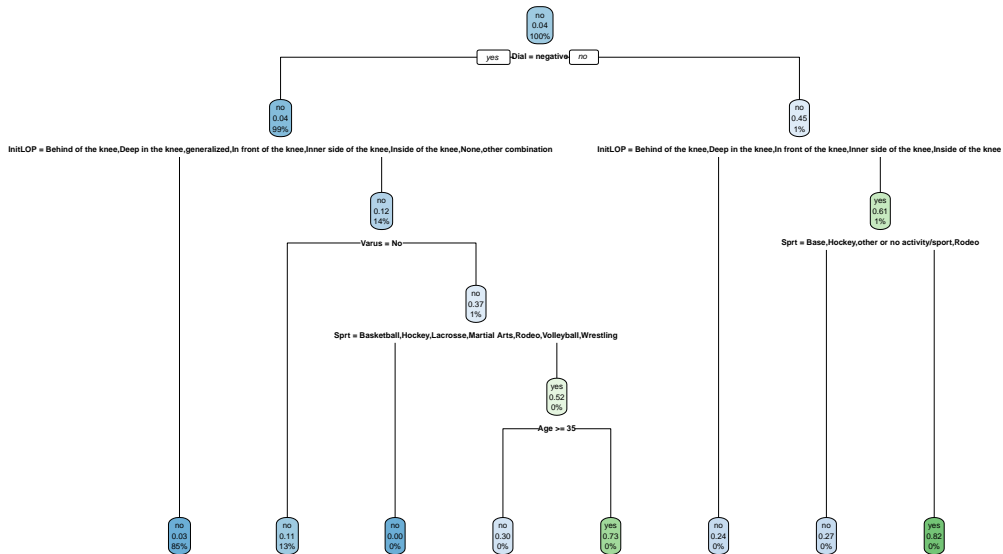 no
0.04
100%
yes Dial = negative no
no
0.04
99%
no
0.45
1%
InitLOP = Behind of the knee,Deep in the knee,generalized,In front of the knee,Inner side of the knee,Inside of the knee,None,other combination
InitLOP = Behind of the knee,Deep in the knee,In front of the knee,Inner side of the knee,Inside of the knee
no
0.12
14%
yes
0.61
1%
Varus = No
Sprt = Base,Hockey,other or no activity/sport,Rodeo
no
0.37
1%
Sprt = Basketball,Hockey,Lacrosse,Martial Arts,Rodeo,Volleyball,Wrestling
yes
0.52
0%
Age >= 35
no
0.03
85%
no
0.11
13%
no
0.00
0%
no
0.30
0%
yes
0.73
0%
no
0.24
0%
no
0.27
0%
yes
0.82
0%